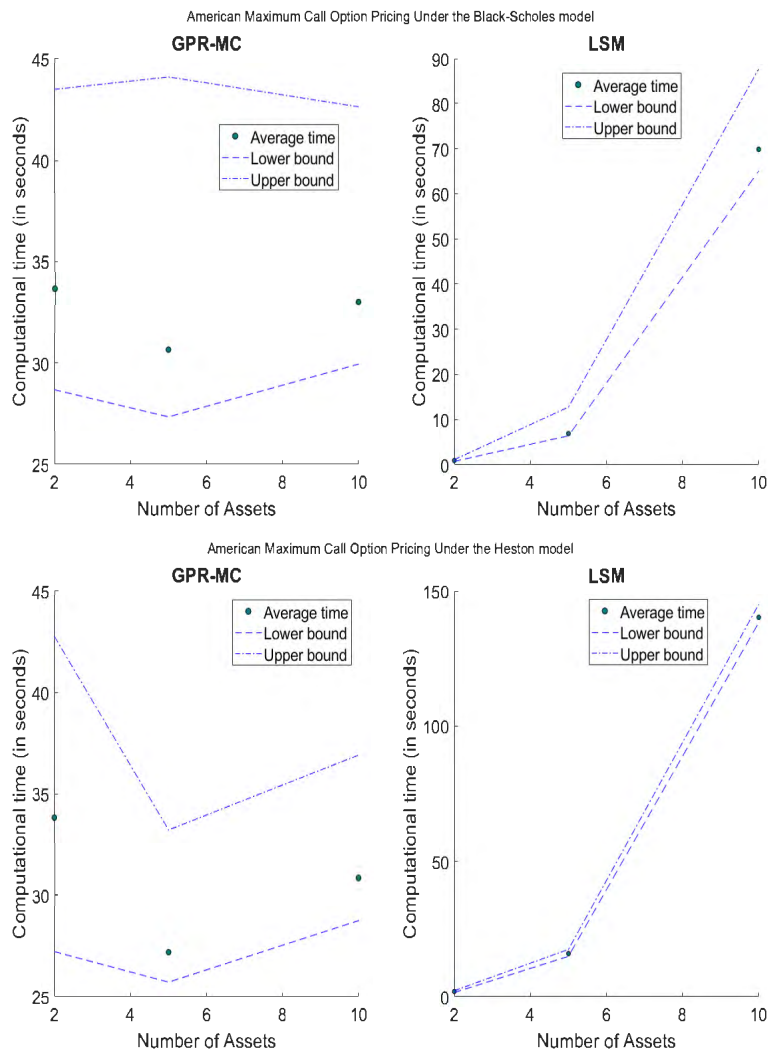 American Maximum Call Option Pricing Under the Black-Scholes model
GPR-MC
45
40
35
30
25
2
4
6
8
10
Computational time (in seconds)
Number of Assets
Average time
Lower bound
Upper bound
LSM
90
80
70
60
50
40
30
20
10
0
2
4
6
8
10
Computational time (in seconds)
Number of Assets
Average time
Lower bound
Upper bound
American Maximum Call Option Pricing Under the Heston model
GPR-MC
45
40
35
30
25
2
4
6
8
10
Computational time (in seconds)
Number of Assets
Average time
Lower bound
Upper bound
LSM
150
100
50
0
2
4
6
8
10
Computational time (in seconds)
Number of Assets
Average time
Lower bound
Upper bound